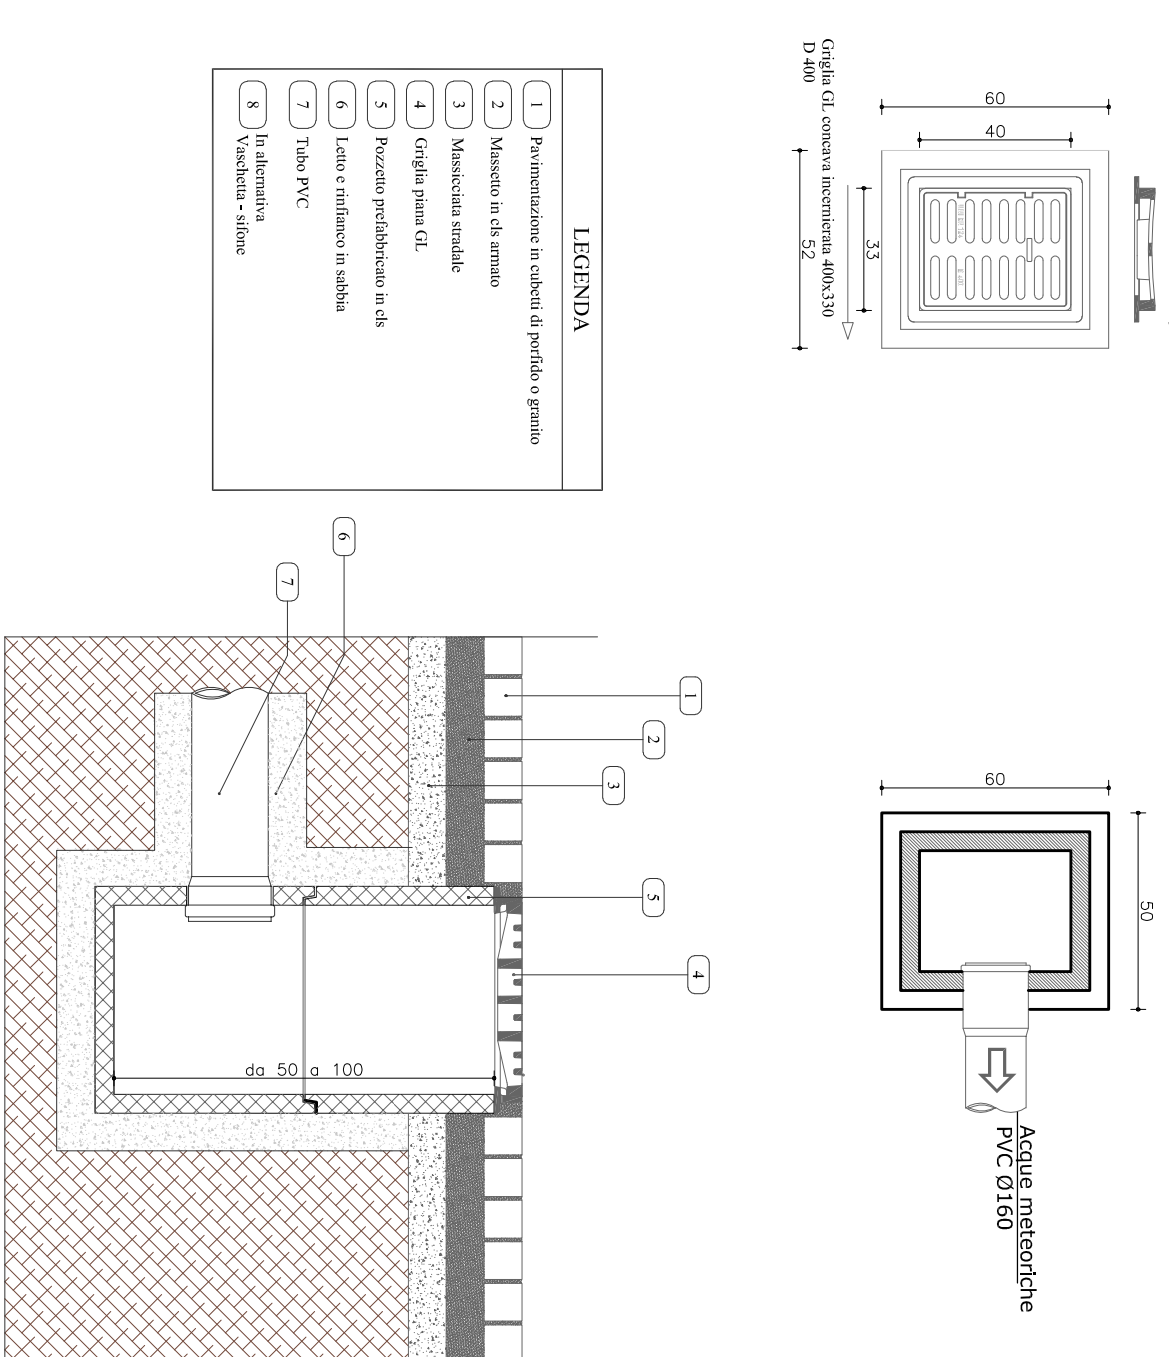 60
40
33
52
Griglia GL concava incernierata 400x330
D 400
LEGENDA
1 Pavimentazione in cubetti di porfido o granito
2 Massetto in cls armato
3 Massicciata stradale
4 Griglia piana GL
5 Pozzetto prefabbricato in cls
6 Letto e rinfianco in sabbia
7 Tubo PVC
8 In alternativa
Vaschetta - sifone
60
50
Acque meteoriche
PVC Ø160
1
2
3
4
5
6
7
da 50 a 100